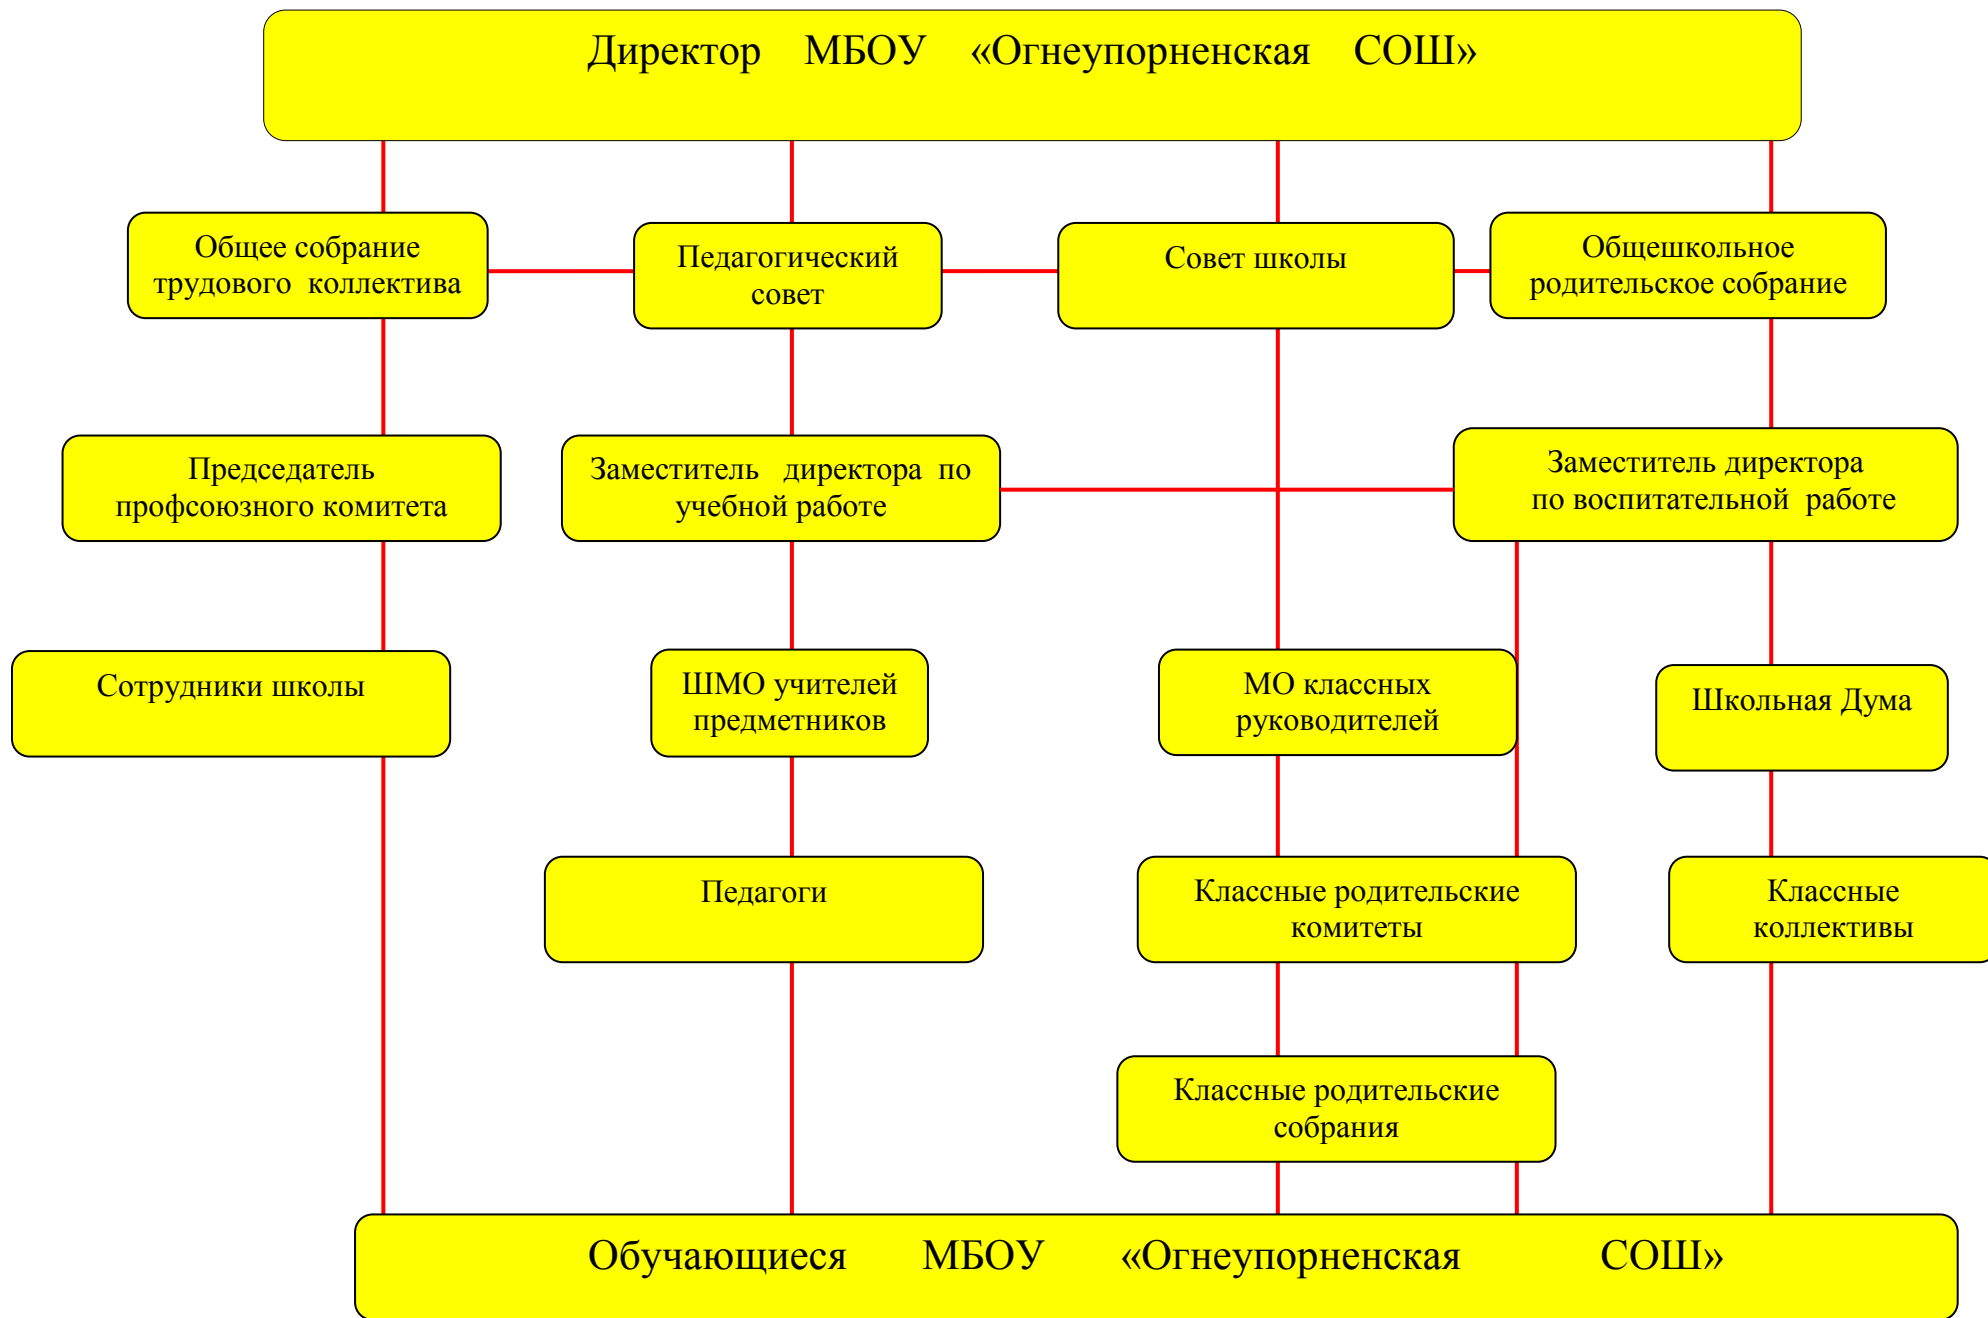 Директор МБОУ «Огнеупорненская СОШ»
Общее собрание
трудового коллектива
Педагогический
совет
Совет школы
Общешкольное
родительское собрание
Председатель
профсоюзного комитета
Заместитель директора по
учебной работе
Заместитель директора
по воспитательной работе
Сотрудники школы
ШМО учителей
предметников
МО классных
руководителей
Школьная Дума
Педагоги
Классные родительские
комитеты
Классные
коллективы
Классные родительские
собрания
Обучающиеся МБОУ «Огнеупорненская СОШ»